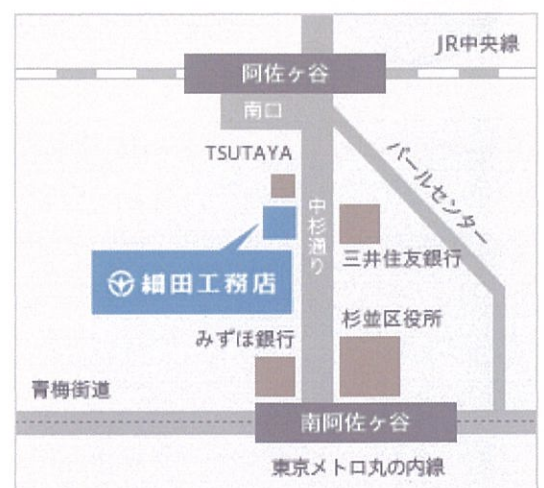 JR中央線
阿佐ヶ谷
南口
TSUTAYA
パールセンター
中杉通り
三井住友銀行
細田工務店
杉並区役所
みずほ銀行
青梅街道
南阿佐ヶ谷
東京メトロ丸の内線